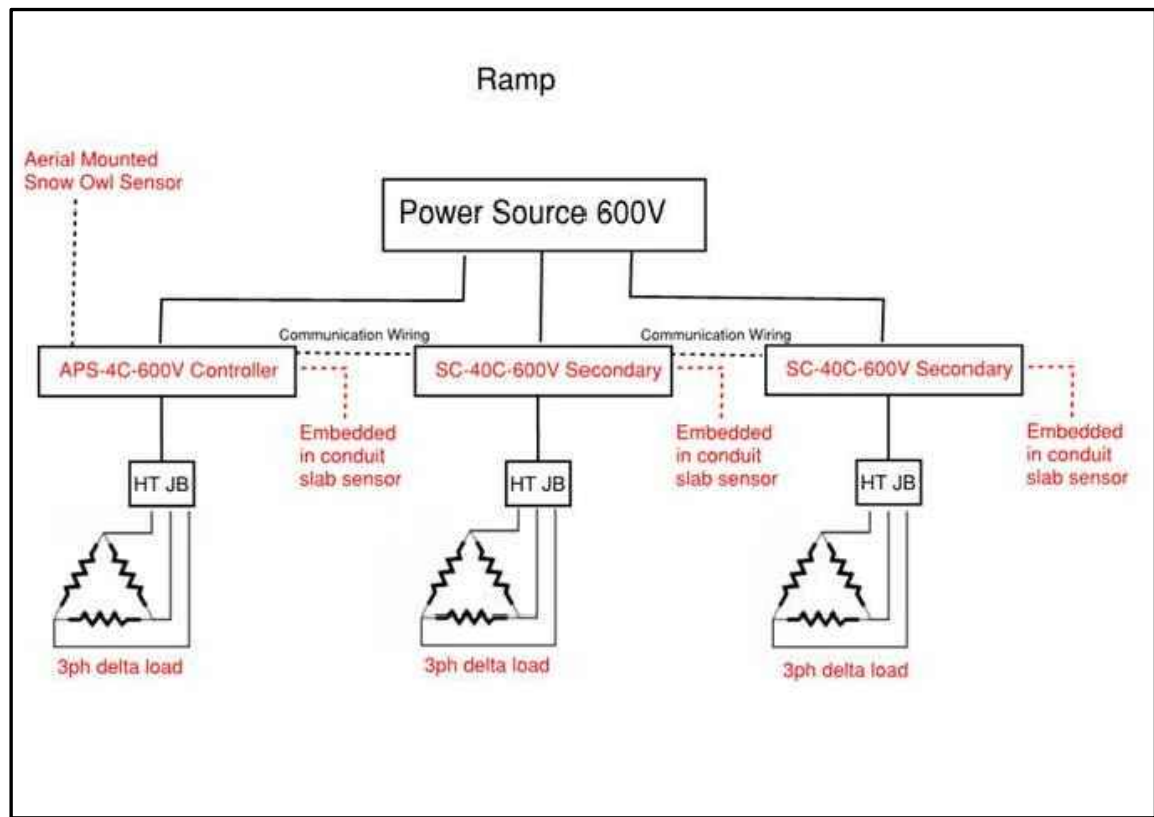 Ramp
Aerial Mounted
Snow Owl Sensor
Power Source 600V
Communication Wiring
Communication Wiring
APS-4C-600V Controller
SC-40C-600V Secondary
SC-40C-600V Secondary
Embedded
in conduit
slab sensor
Embedded
in conduit
slab sensor
Embedded
in conduit
slab sensor
HT JB
HT JB
HT JB
3ph delta load
3ph delta load
3ph delta load